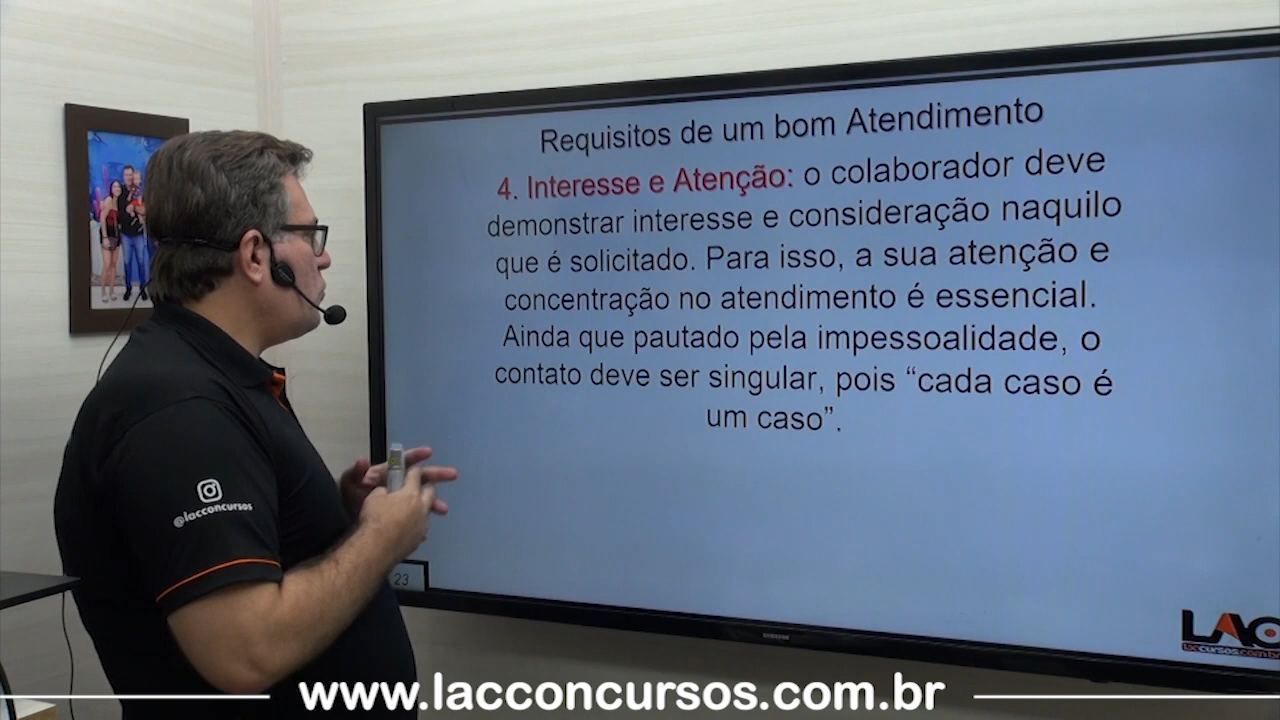 Requisitos de um bom Atendimento
4. Interesse e Atenção: o colaborador deve
demonstrar interesse e consideração naquilo
que é solicitado. Para isso, a sua atenção e
concentração no atendimento é essencial.
Ainda que pautado pela impessoalidade, o
contato deve ser singular, pois “cada caso é
um caso”.
@lacconcursos
23
LAC
www.lacconcursos.com.br